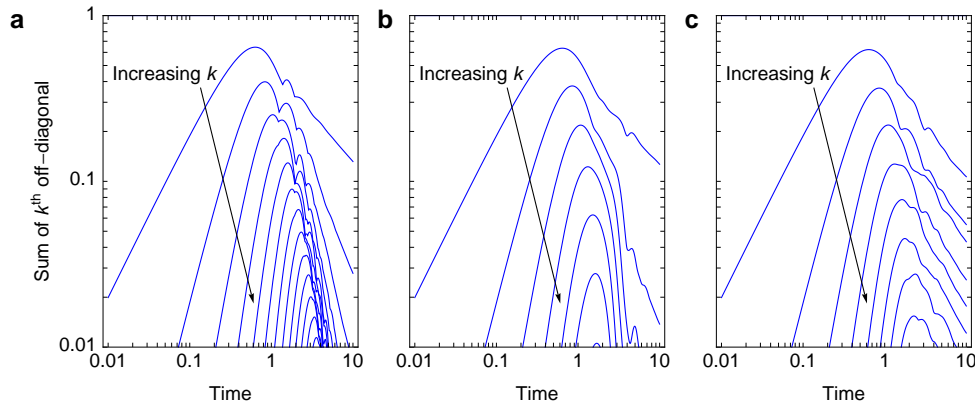 a
b
c
Sum of kth off-diagonal
1
0.1
0.01
Increasing k
Increasing k
Increasing k
0.01 0.1 1 10
0.01 0.1 1 10
0.01 0.1 1 10
Time
Time
Time